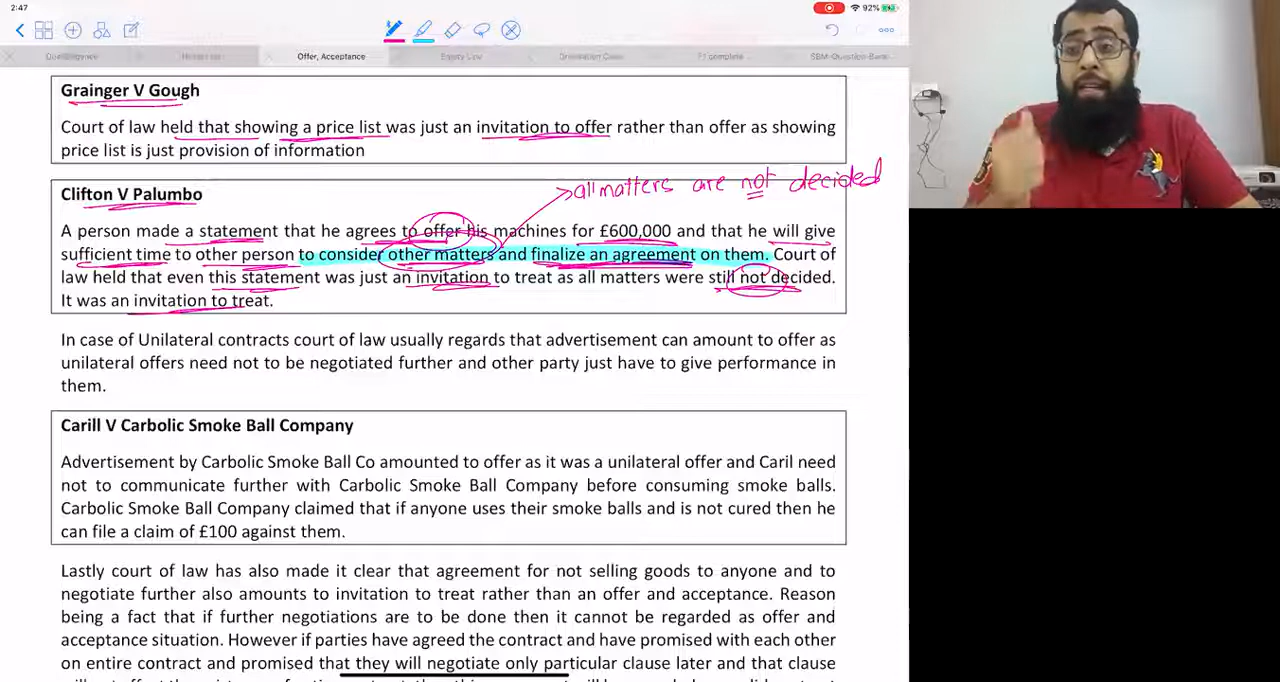 2:47
92%
Offer, Acceptance
Equity Law
F1 complete
SBM-Question-Bank-
Grainger V Gough
Court of law held that showing a price list was just an invitation to offer rather than offer as showing
price list is just provision of information
Clifton V Palumbo
all matters are not decided
A person made a statement that he agrees to offer his machines for £600,000 and that he will give
sufficient time to other person to consider other matters and finalize an agreement on them. Court of
law held that even this statement was just an invitation to treat as all matters were still not decided.
It was an invitation to treat.
In case of Unilateral contracts court of law usually regards that advertisement can amount to offer as
unilateral offers need not to be negotiated further and other party just have to give performance in
them.
Carill V Carbolic Smoke Ball Company
Advertisement by Carbolic Smoke Ball Co amounted to offer as it was a unilateral offer and Caril need
not to communicate further with Carbolic Smoke Ball Company before consuming smoke balls.
Carbolic Smoke Ball Company claimed that if anyone uses their smoke balls and is not cured then he
can file a claim of £100 against them.
Lastly court of law has also made it clear that agreement for not selling goods to anyone and to
negotiate further also amounts to invitation to treat rather than an offer and acceptance. Reason
being a fact that if further negotiations are to be done then it cannot be regarded as offer and
acceptance situation. However if parties have agreed the contract and have promised with each other
on entire contract and promised that they will negotiate only particular clause later and that clause